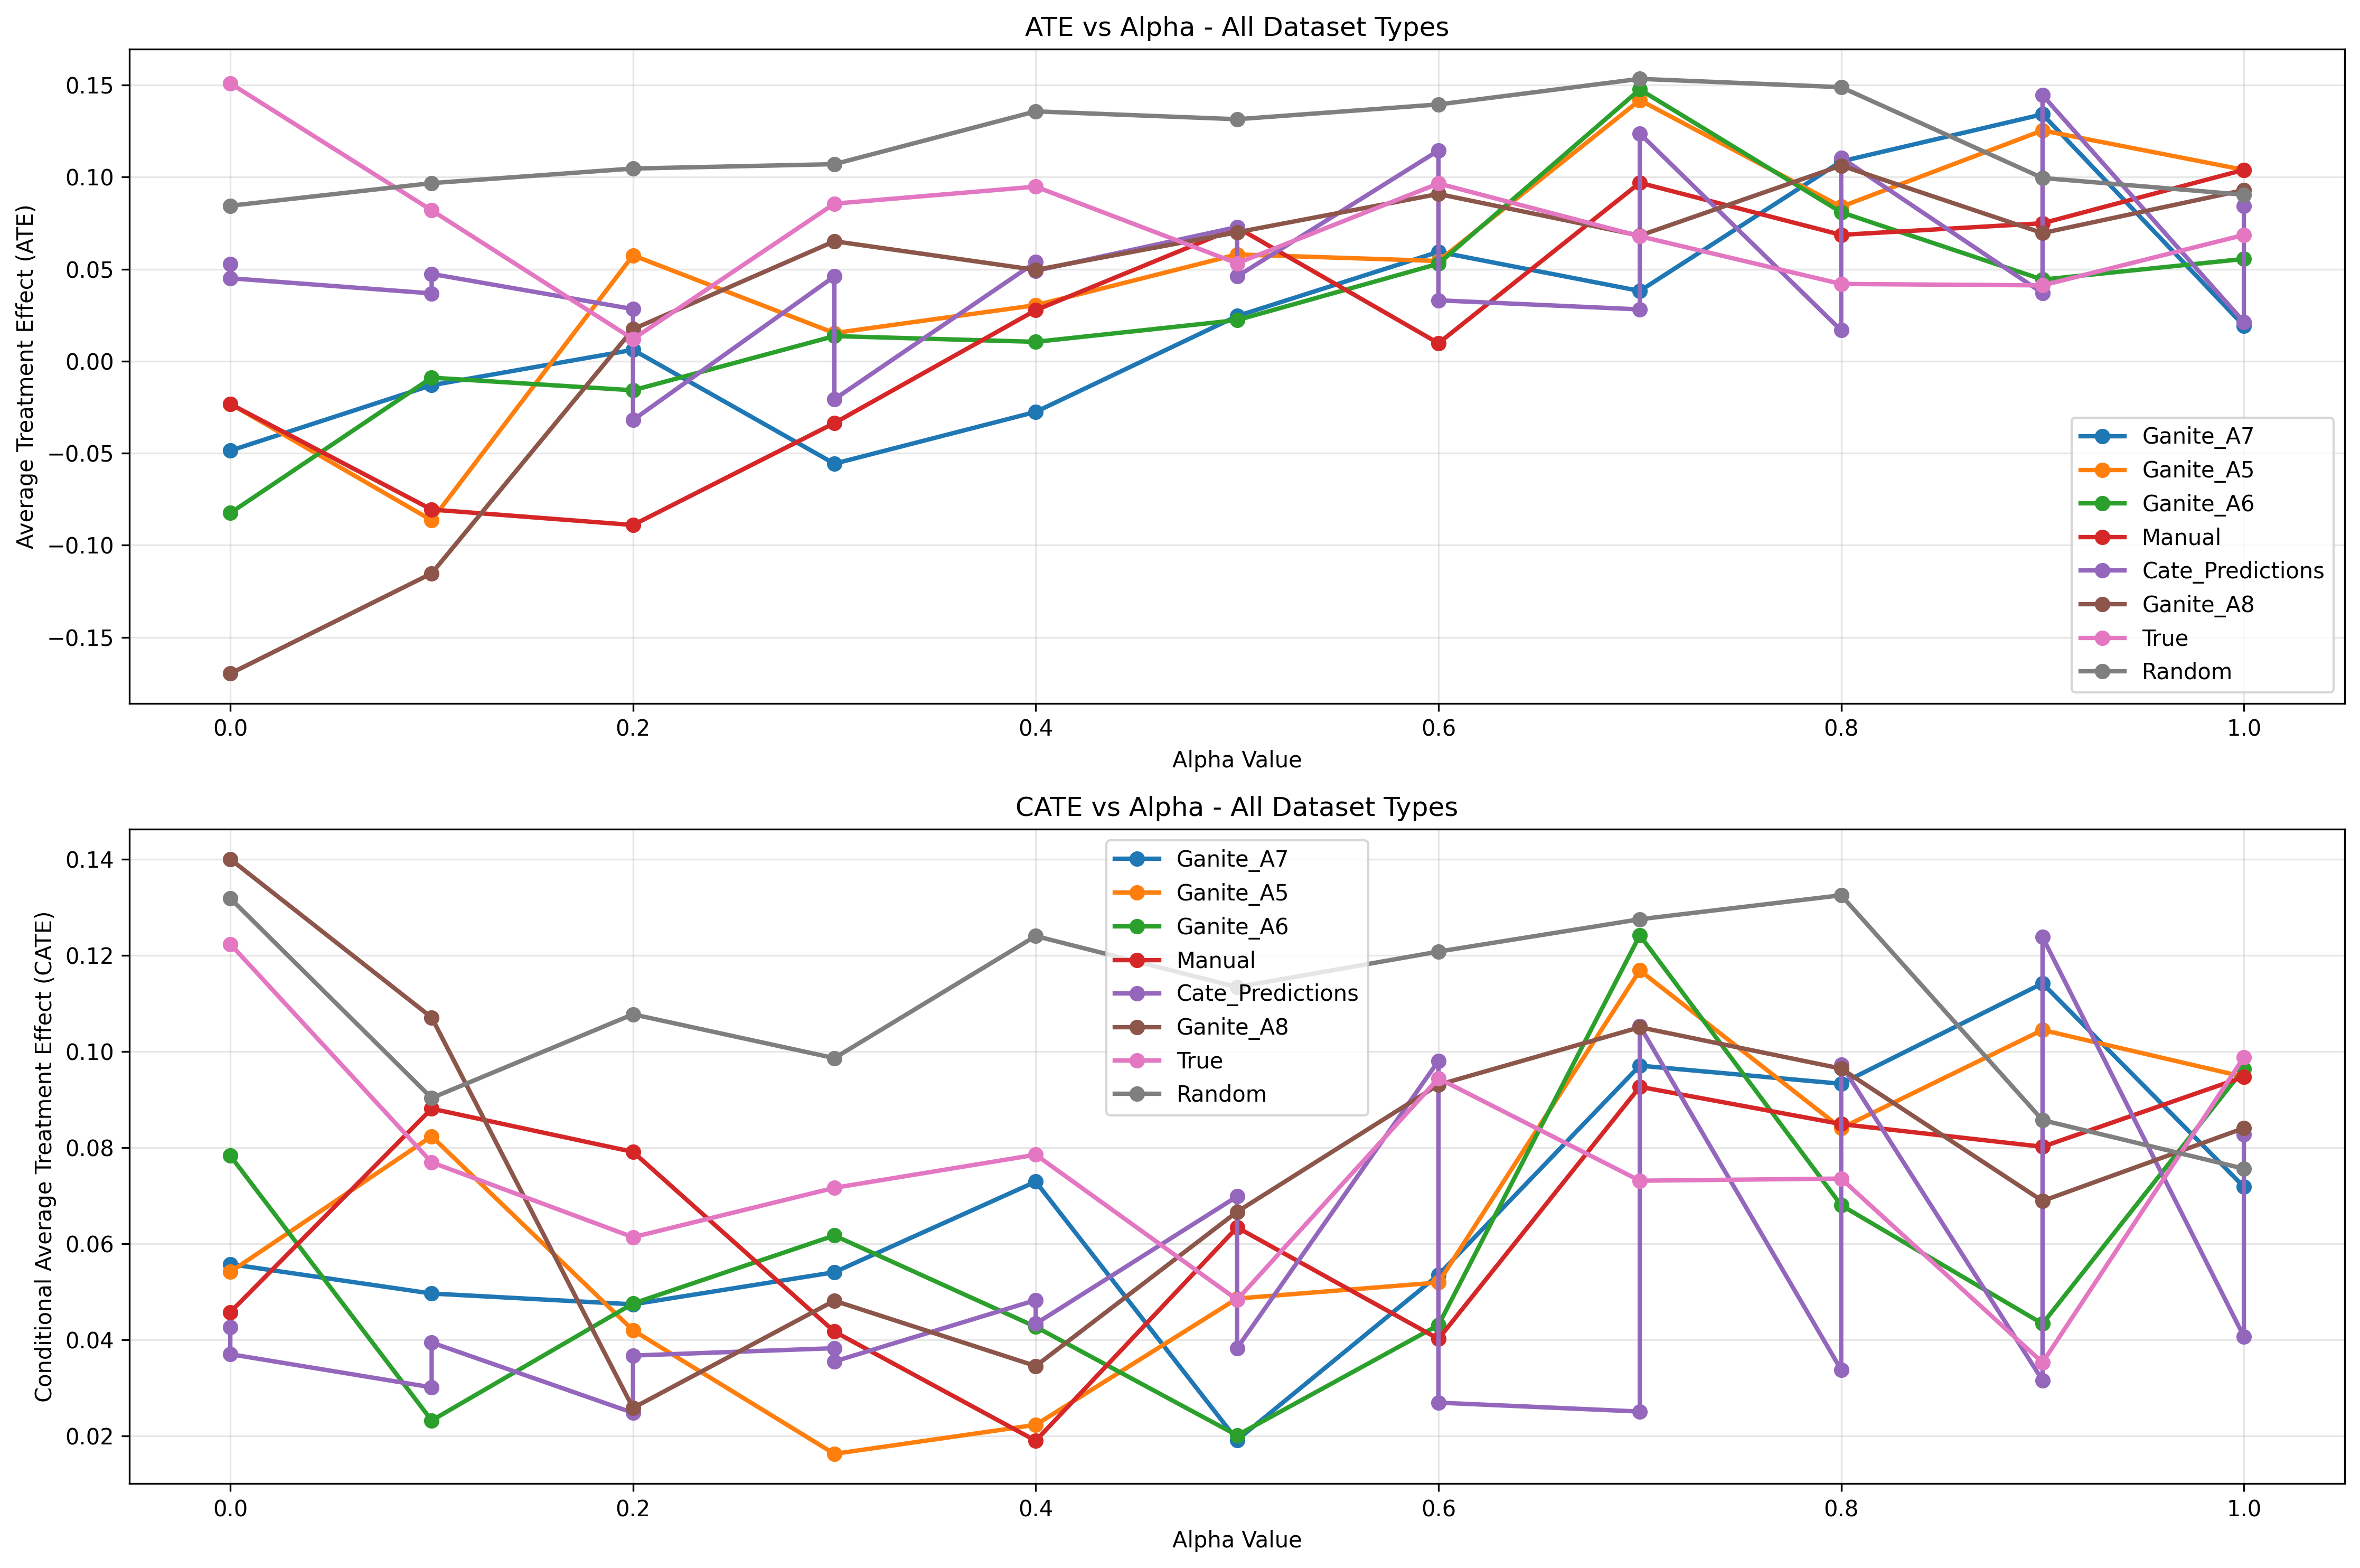 ATE vs Alpha - All Dataset Types
Average Treatment Effect (ATE)
0.15
0.10
0.05
0.00
−0.05
−0.10
−0.15
Ganite_A7
Ganite_A5
Ganite_A6
Manual
Cate_Predictions
Ganite_A8
True
Random
0.0 0.2 0.4 0.6 0.8 1.0
Alpha Value
CATE vs Alpha - All Dataset Types
Conditional Average Treatment Effect (CATE)
0.14
0.12
0.10
0.08
0.06
0.04
0.02
Ganite_A7
Ganite_A5
Ganite_A6
Manual
Cate_Predictions
Ganite_A8
True
Random
0.0 0.2 0.4 0.6 0.8 1.0
Alpha Value